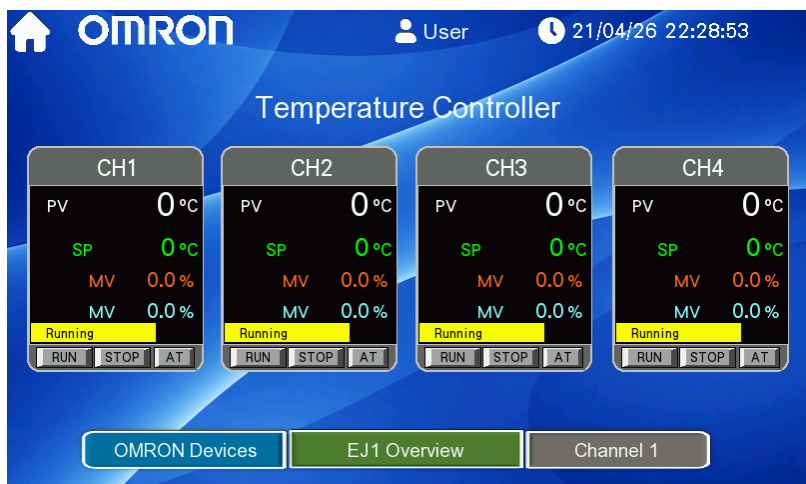 OMRON User 21/04/26 22:28:53
Temperature Controller
CH1 CH2 CH3 CH4
PV 0 °C PV 0 °C PV 0 °C PV 0 °C
SP 0 °C SP 0 °C SP 0 °C SP 0 °C
MV 0.0 % MV 0.0 % MV 0.0 % MV 0.0 %
MV 0.0 % MV 0.0 % MV 0.0 % MV 0.0 %
Running Running Running Running
RUN STOP AT RUN STOP AT RUN STOP AT RUN STOP AT
OMRON Devices EJ1 Overview Channel 1